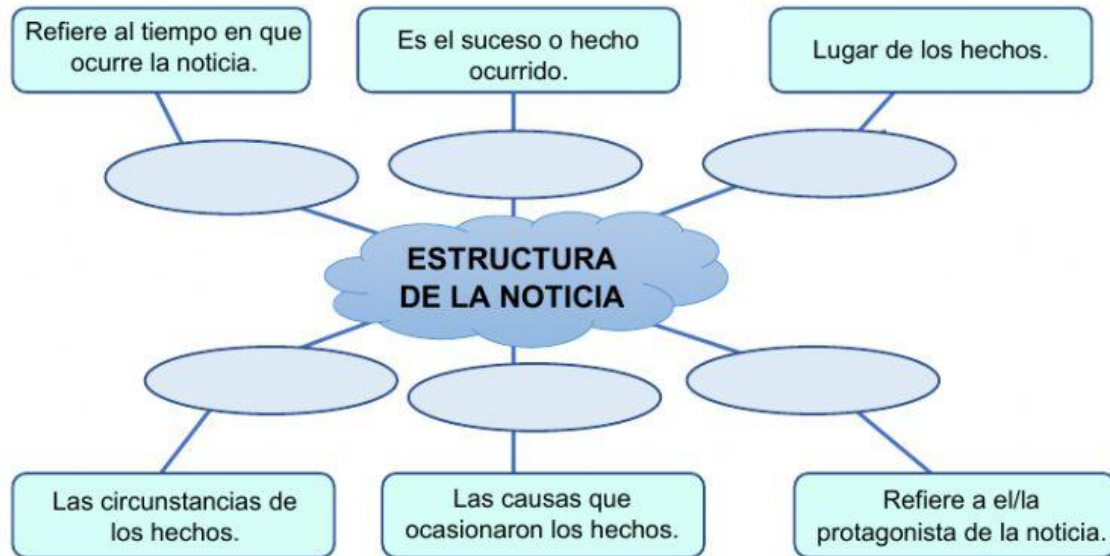 Refiere al tiempo en que
ocurre la noticia.
Es el suceso o hecho
ocurrido.
Lugar de los hechos.
ESTRUCTURA
DE LA NOTICIA
Las circunstancias de
los hechos.
Las causas que
ocasionaron los hechos.
Refiere a el/la
protagonista de la noticia.